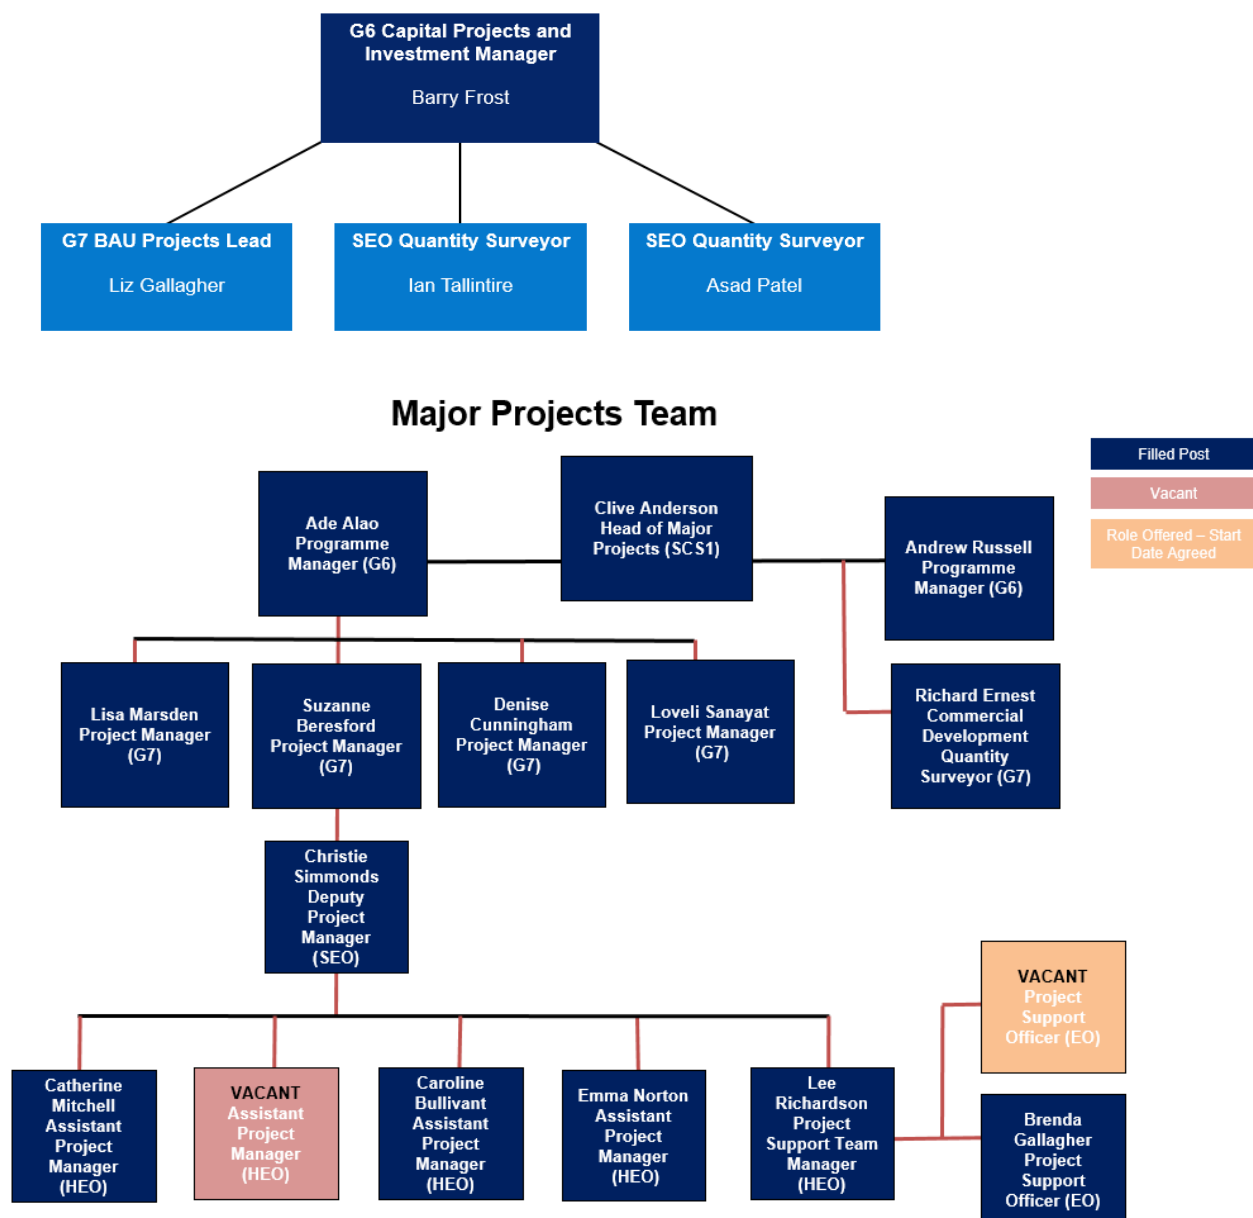 G6 Capital Projects and
Investment Manager
Barry Frost
G7 BAU Projects Lead
Liz Gallagher
SEO Quantity Surveyor
Ian Tallintire
SEO Quantity Surveyor
Asad Patel
Major Projects Team
Filled Post
Vacant
Role Offered – Start
Date Agreed
Ade Alao
Programme
Manager (G6)
Clive Anderson
Head of Major
Projects (SCS1)
Andrew Russell
Programme
Manager (G6)
Lisa Marsden
Project Manager
(G7)
Suzanne
Beresford
Project Manager
(G7)
Denise
Cunningham
Project Manager
(G7)
Loveli Sanayat
Project Manager
(G7)
Richard Ernest
Commercial
Development
Quantity
Surveyor (G7)
Christie
Simmonds
Deputy
Project
Manager
(SEO)
VACANT
Project
Support
Officer (EO)
Catherine
Mitchell
Assistant
Project
Manager
(HEO)
VACANT
Assistant
Project
Manager
(HEO)
Caroline
Bullivant
Assistant
Project
Manager
(HEO)
Emma Norton
Assistant
Project
Manager
(HEO)
Lee
Richardson
Project
Support Team
Manager
(HEO)
Brenda
Gallagher
Project
Support
Officer (EO)